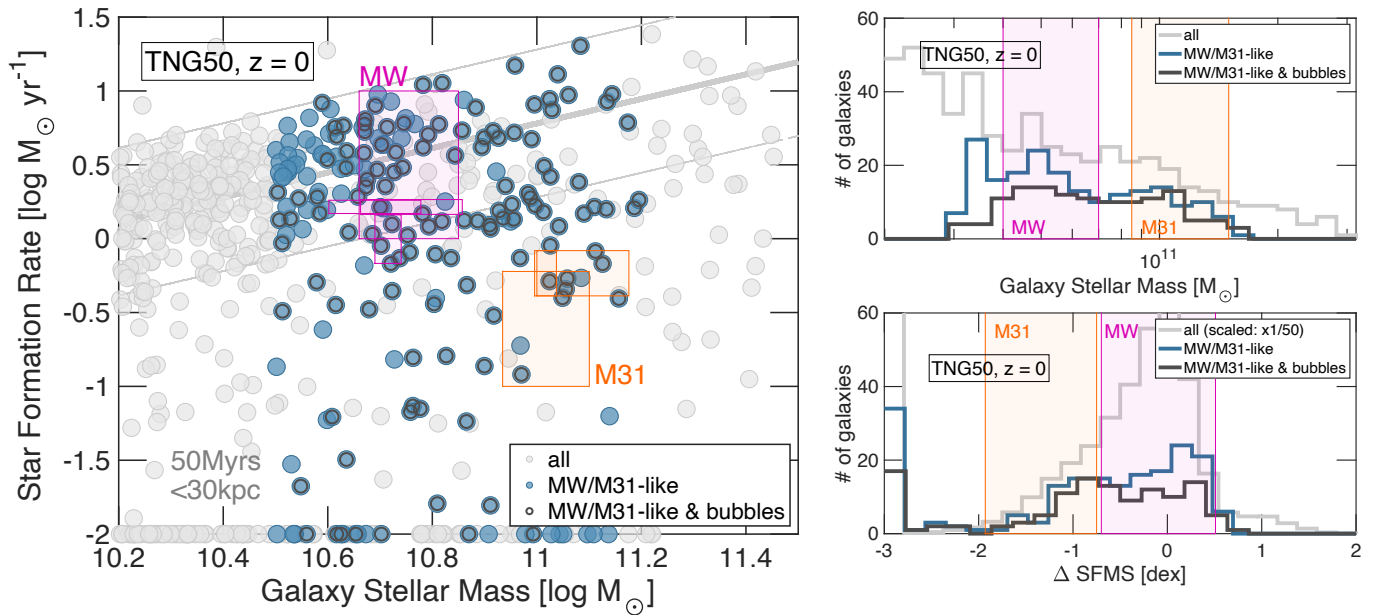 TNG50, z = 0
MW
M31
50Myrs
<30kpc
all
MW/M31-like
MW/M31-like & bubbles
Star Formation Rate [log M⊙ yr-1]
1.5
1
0.5
0
-0.5
-1
-1.5
-2
10.2
10.4
10.6
10.8
11
11.2
11.4
Galaxy Stellar Mass [log M⊙]
TNG50, z = 0
all
MW/M31-like
MW/M31-like & bubbles
MW
M31
# of galaxies
60
40
20
0
10^11
Galaxy Stellar Mass [M⊙]
M31
MW
all (scaled: x1/50)
MW/M31-like
MW/M31-like & bubbles
TNG50, z = 0
# of galaxies
60
40
20
0
-3
-2
-1
0
1
2
Δ SFMS [dex]